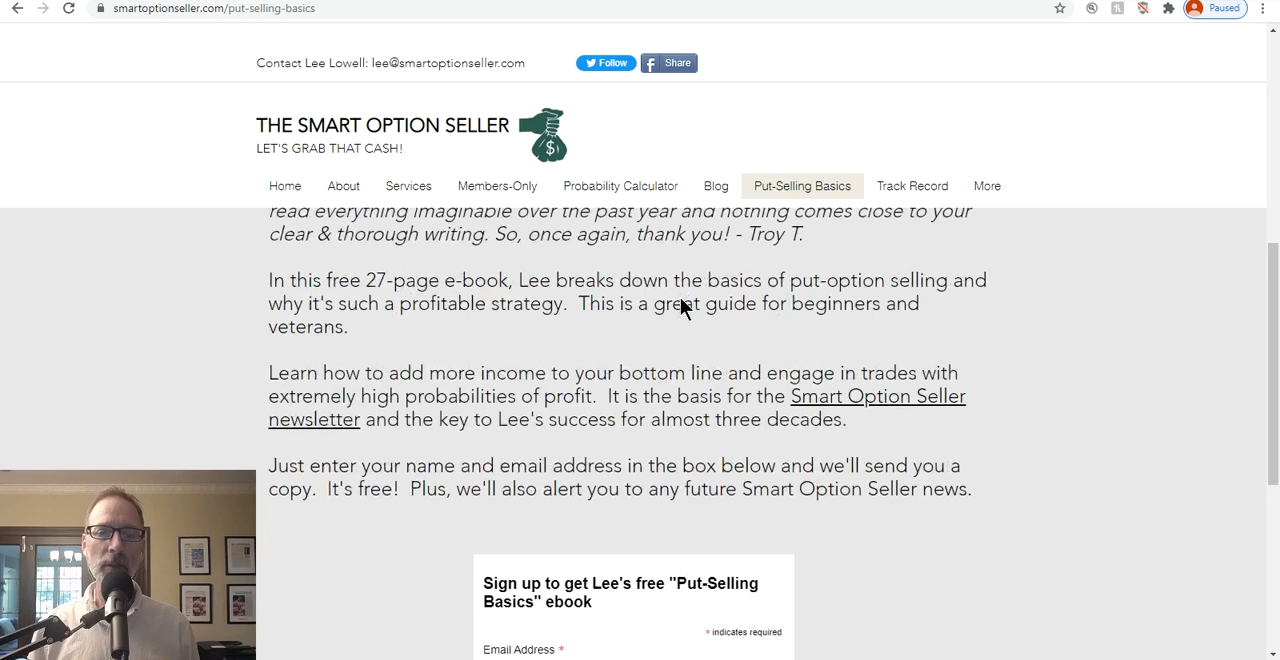 smartoptionseller.com/put-selling-basics
Paused
Contact Lee Lowell: lee@smartoptionseller.com
Follow
Share
THE SMART OPTION SELLER
$
LET'S GRAB THAT CASH!
Home About Services Members-Only Probability Calculator Blog Put-Selling Basics Track Record More
read everything imaginable over the past year and nothing comes close to your
clear & thorough writing. So, once again, thank you! - Troy T.
In this free 27-page e-book, Lee breaks down the basics of put-option selling and
why it's such a profitable strategy. This is a great guide for beginners and
veterans.
Learn how to add more income to your bottom line and engage in trades with
extremely high probabilities of profit. It is the basis for the Smart Option Seller
newsletter and the key to Lee's success for almost three decades.
Just enter your name and email address in the box below and we'll send you a
copy. It's free! Plus, we'll also alert you to any future Smart Option Seller news.
Sign up to get Lee's free "Put-Selling
Basics" ebook
* indicates required
Email Address *